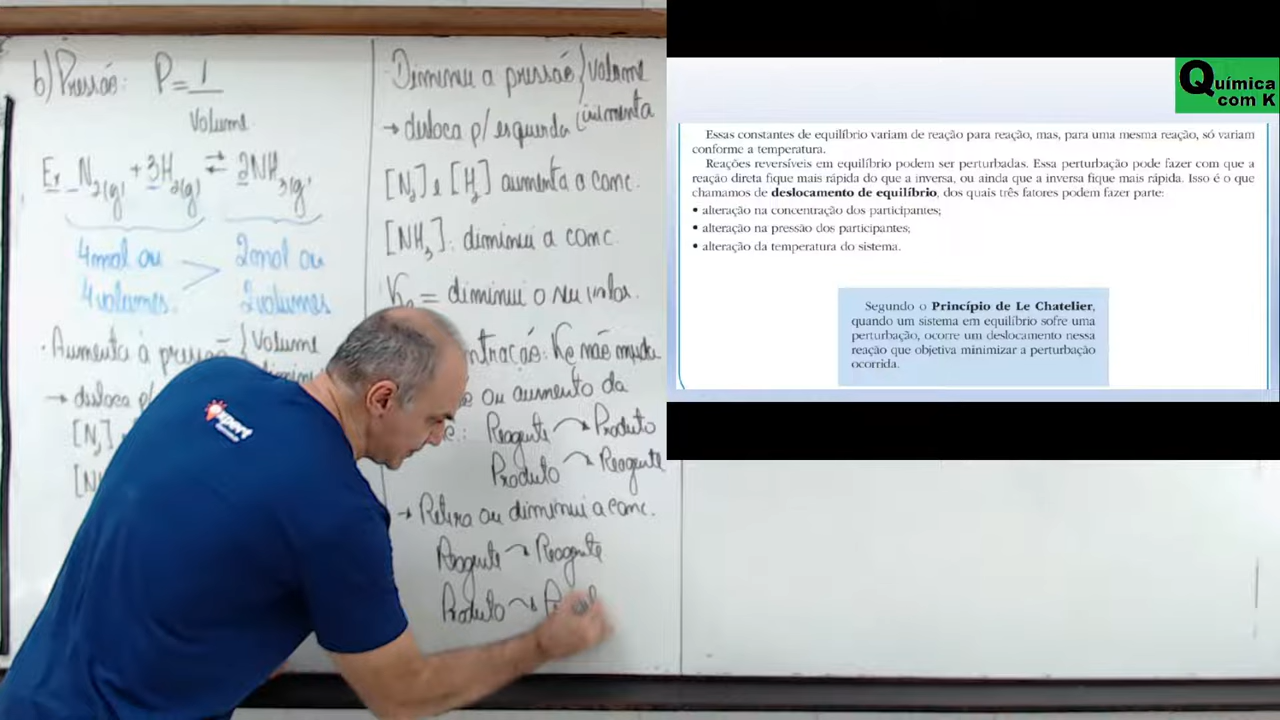 b) Pressão: P = 1
Volume
Ex N2(g) + 3H2(g) ⇄ 2NH3(g)
4mol ou > 2mol ou
4volumes. 2volumes
• Aumenta a pressão { Volume
→ desloca p/
[N2]
[N
Diminui a pressão { Volume
→ desloca p/ esquerda ( aumenta
[N2] e [H2] aumenta a conc.
[NH3]: diminui a conc.
= diminui o seu valor.
ntração: Kc não muda
ou aumento da
Reagente → Produto
Produto → Reagente
→ Retira ou diminui a conc.
Reagente → Reagente
Produto →
expert
Química
com K
Essas constantes de equilíbrio variam de reação para reação, mas, para uma mesma reação, só variam
conforme a temperatura.
Reações reversíveis em equilíbrio podem ser perturbadas. Essa perturbação pode fazer com que a
reação direta fique mais rápida do que a inversa, ou ainda que a inversa fique mais rápida. Isso é o que
chamamos de deslocamento de equilíbrio, dos quais três fatores podem fazer parte:
• alteração na concentração dos participantes;
• alteração na pressão dos participantes;
• alteração da temperatura do sistema.
Segundo o Princípio de Le Chatelier,
quando um sistema em equilíbrio sofre uma
perturbação, ocorre um deslocamento nessa
reação que objetiva minimizar a perturbação
ocorrida.